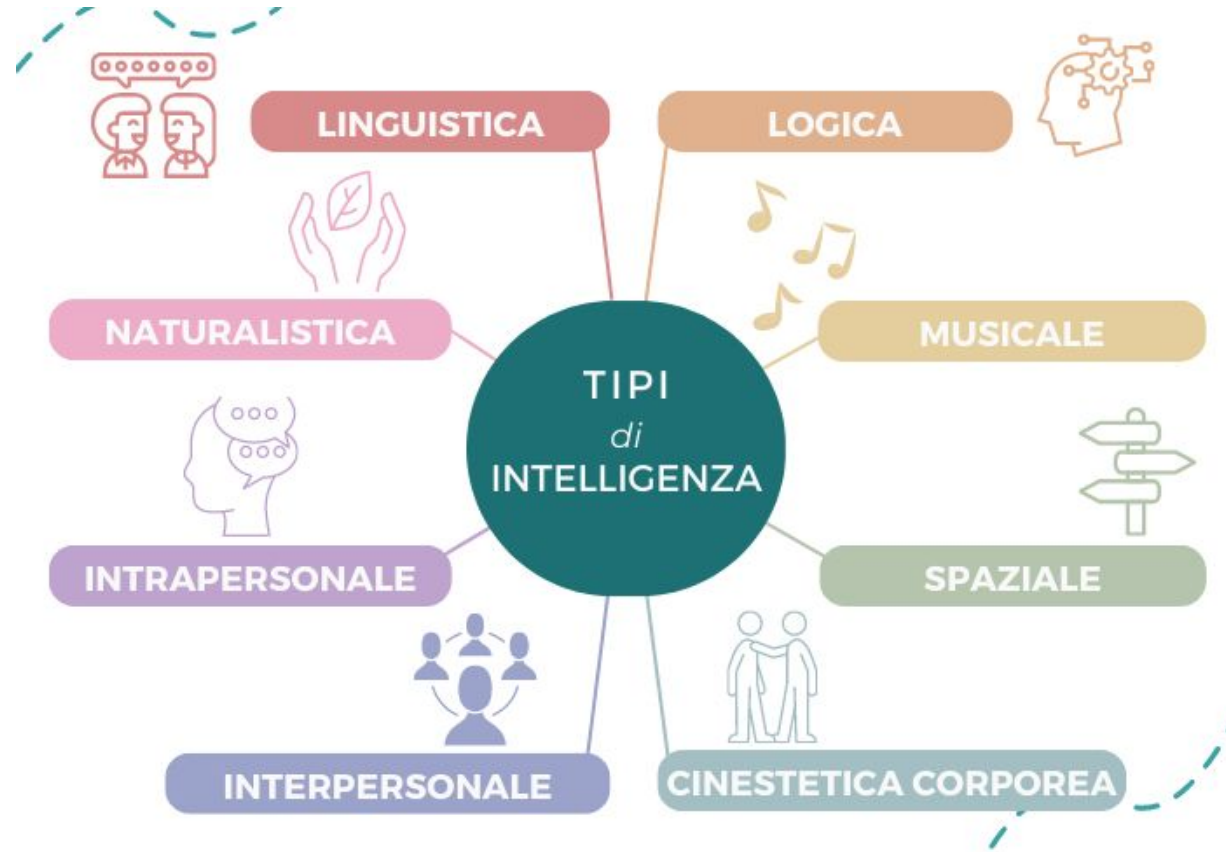 LINGUISTICA
LOGICA
NATURALISTICA
MUSICALE
TIPI
di
INTELLIGENZA
INTRAPERSONALE
SPAZIALE
INTERPERSONALE
CINESTETICA CORPOREA